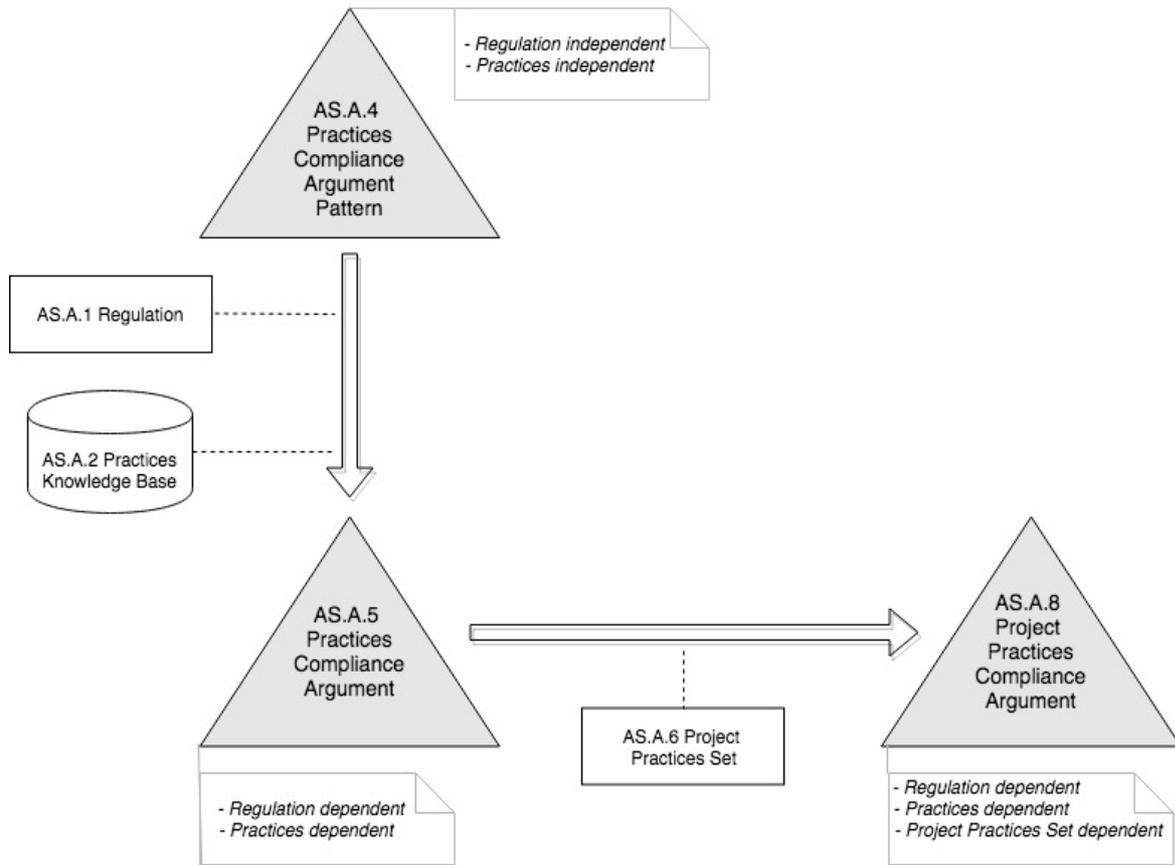 - Regulation independent
- Practices independent
AS.A.4
Practices
Compliance
Argument
Pattern
AS.A.1 Regulation
AS.A.2 Practices
Knowledge Base
AS.A.5
Practices
Compliance
Argument
AS.A.8
Project
Practices
Compliance
Argument
AS.A.6 Project
Practices Set
- Regulation dependent
- Practices dependent
- Regulation dependent
- Practices dependent
- Project Practices Set dependent